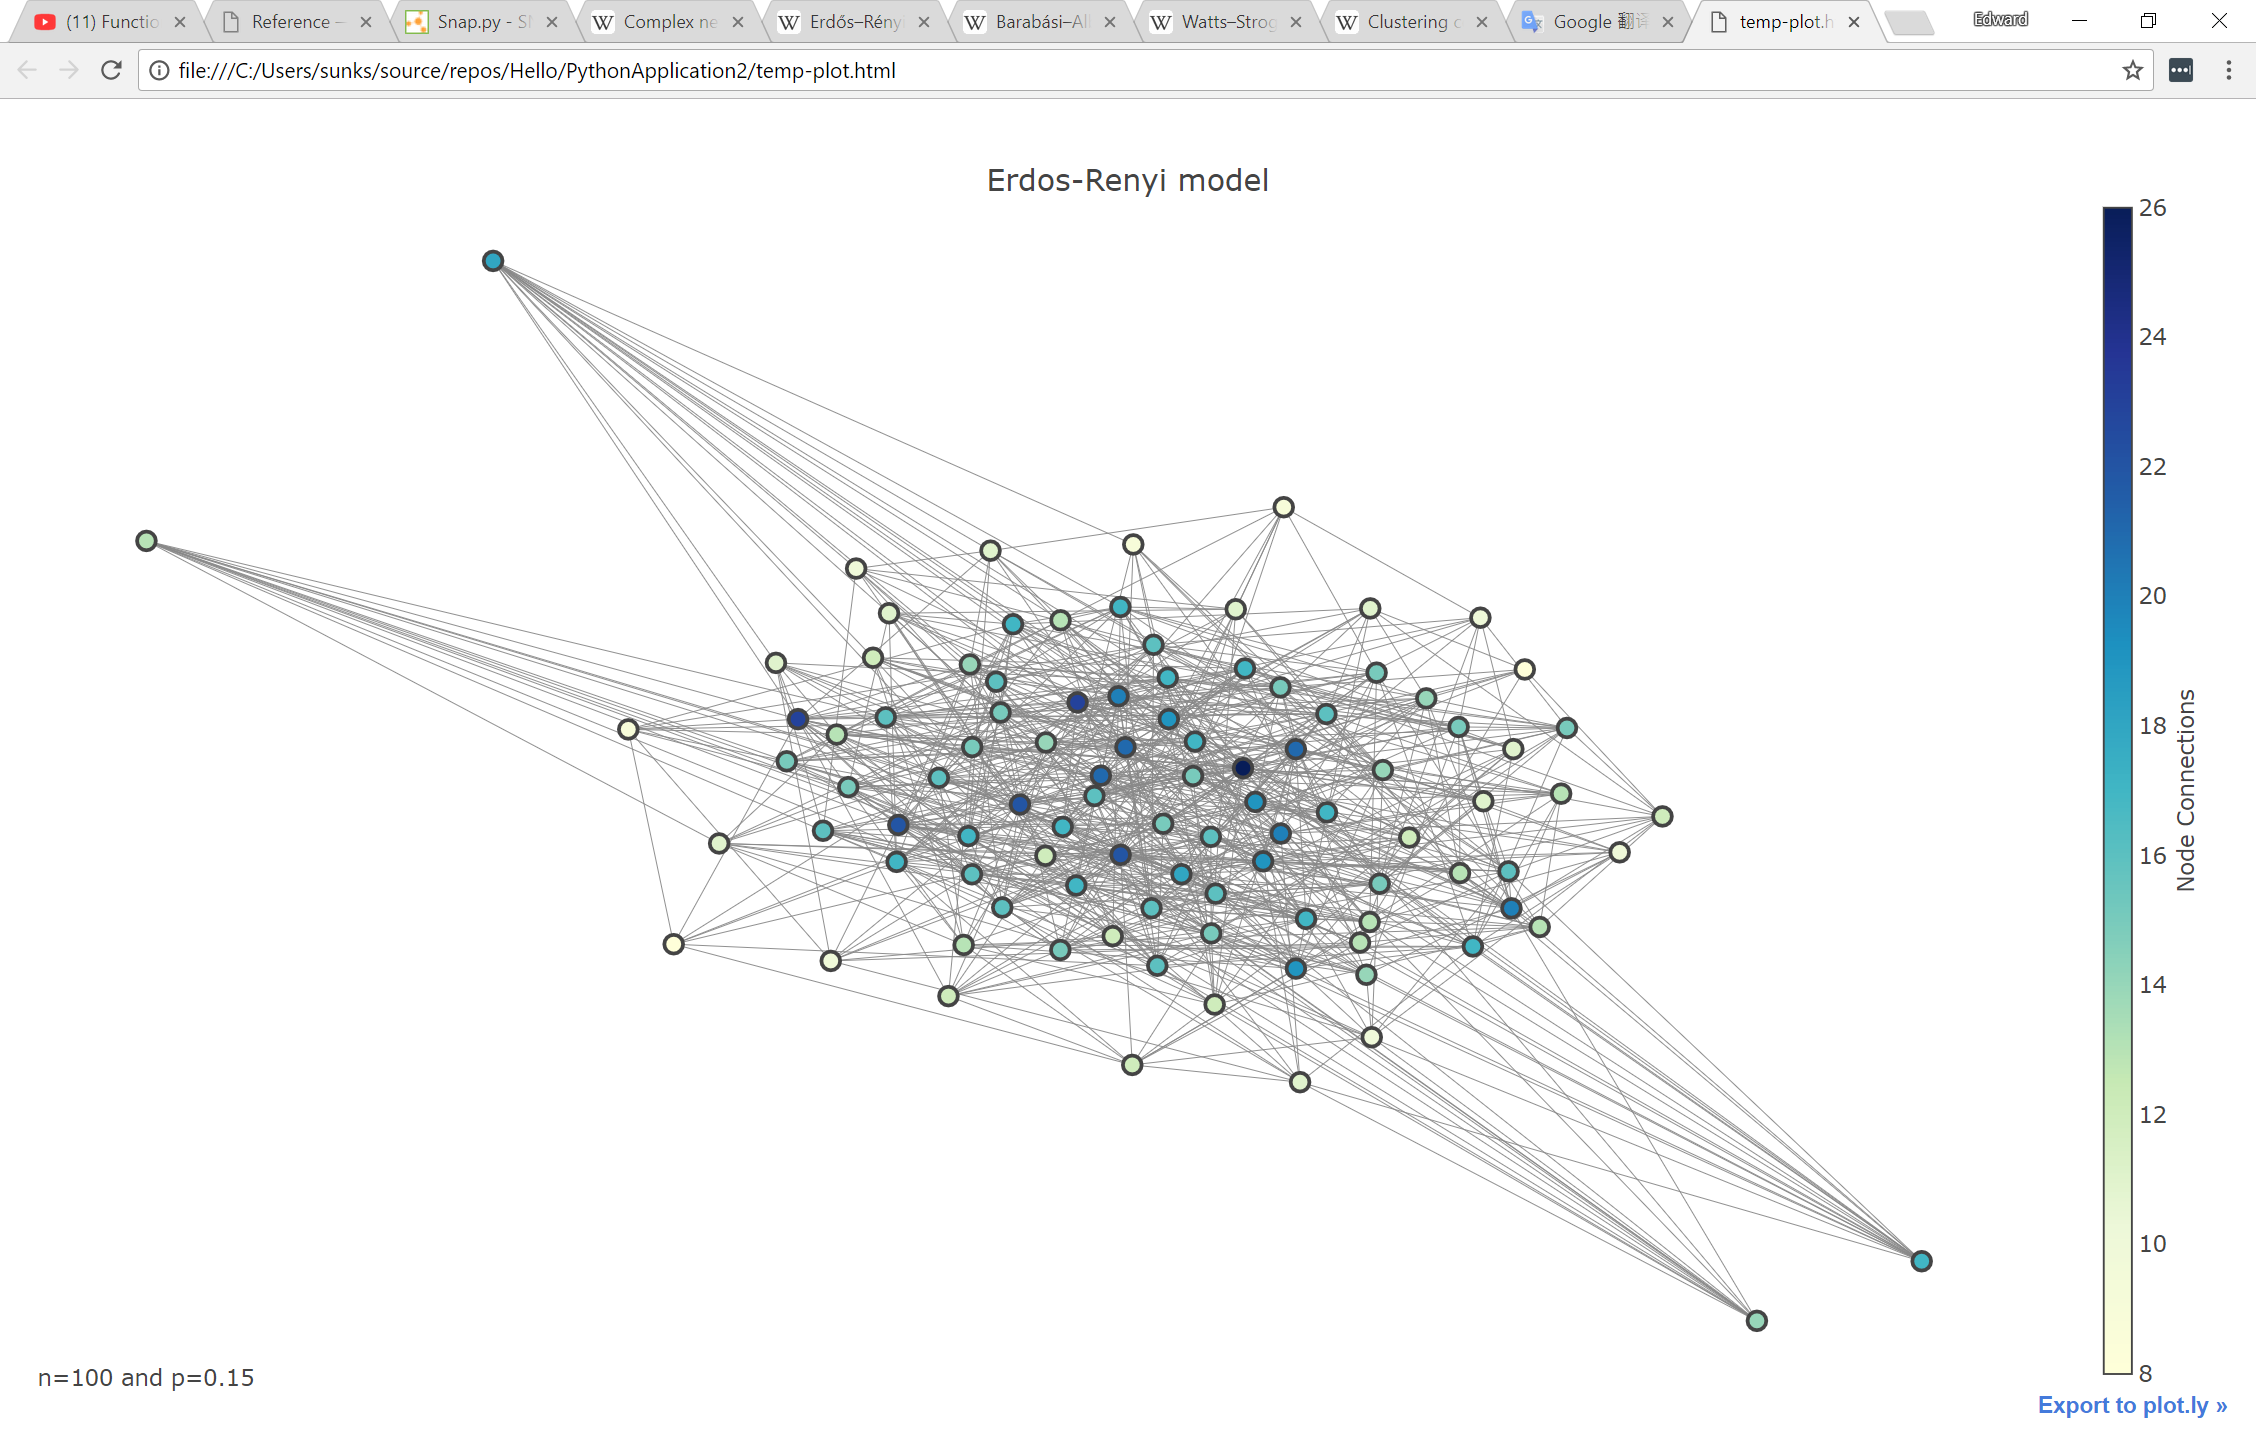 (11) Functio
Reference –
Snap.py - S
Complex ne
Erdős–Rény
Barabási–Al
Watts–Strog
Clustering c
Google 翻译
temp-plot.h
Edward
file:///C:/Users/sunks/source/repos/Hello/PythonApplication2/temp-plot.html
Erdos-Renyi model
26
24
22
20
18
16
14
12
10
8
Node Connections
n=100 and p=0.15
Export to plot.ly »